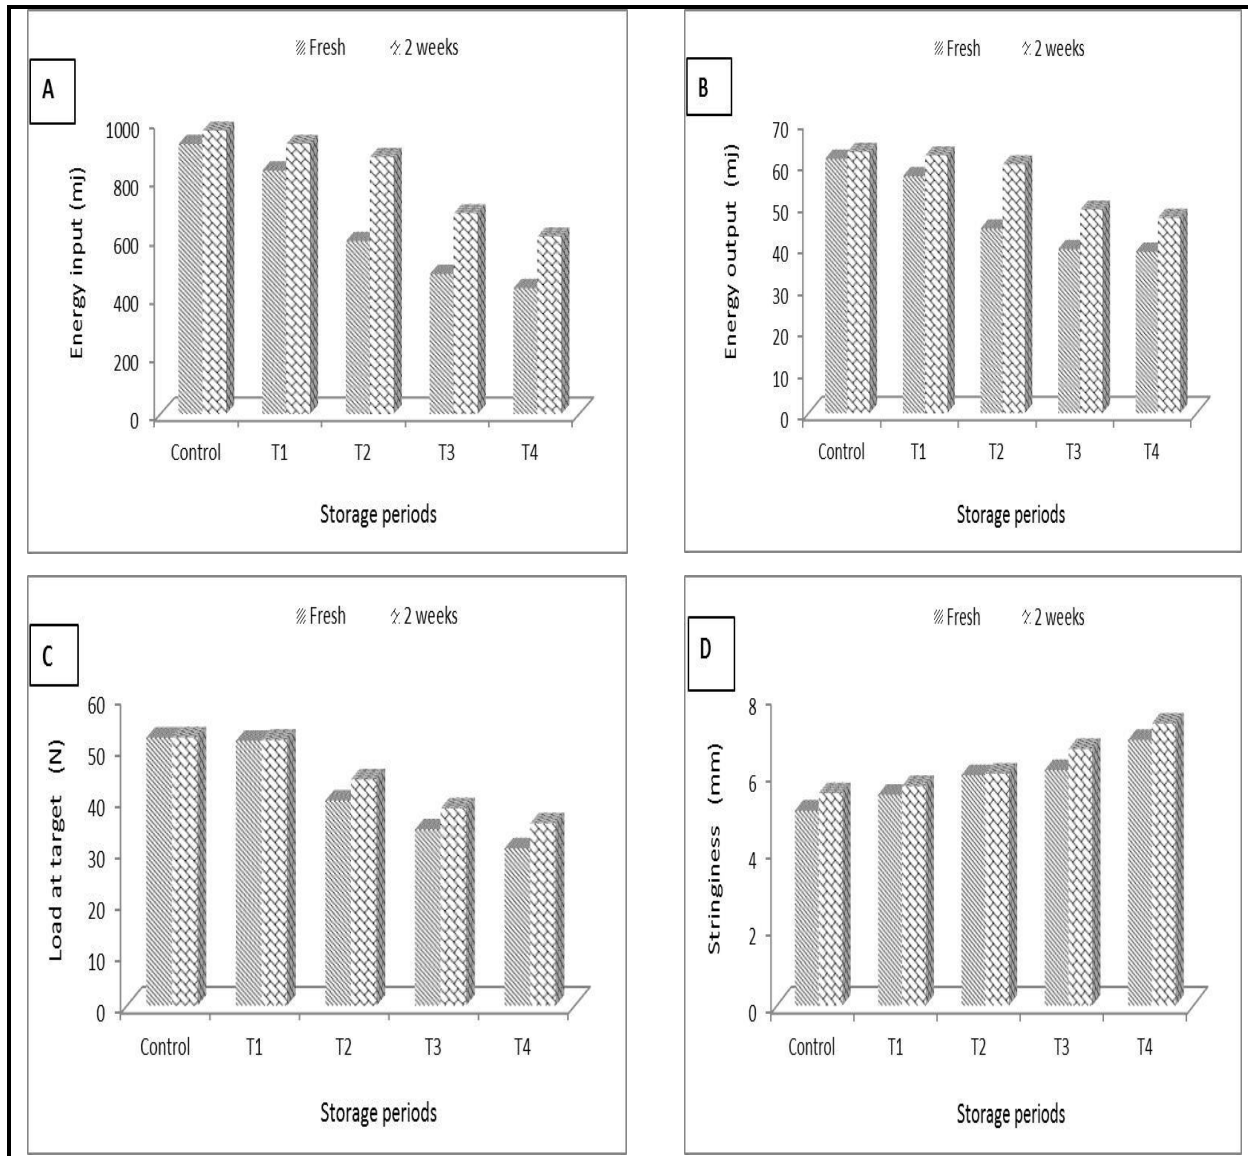 Fresh 2 weeks
A
Energy input (mj)
1000
800
600
400
200
0
Control T1 T2 T3 T4
Storage periods
Fresh 2 weeks
B
Energy output (mj)
70
60
50
40
30
20
10
0
Control T1 T2 T3 T4
Storage periods
Fresh 2 weeks
C
Load at target (N)
60
50
40
30
20
10
0
Control T1 T2 T3 T4
Storage periods
Fresh 2 weeks
D
Stringiness (mm)
8
6
4
2
0
Control T1 T2 T3 T4
Storage periods